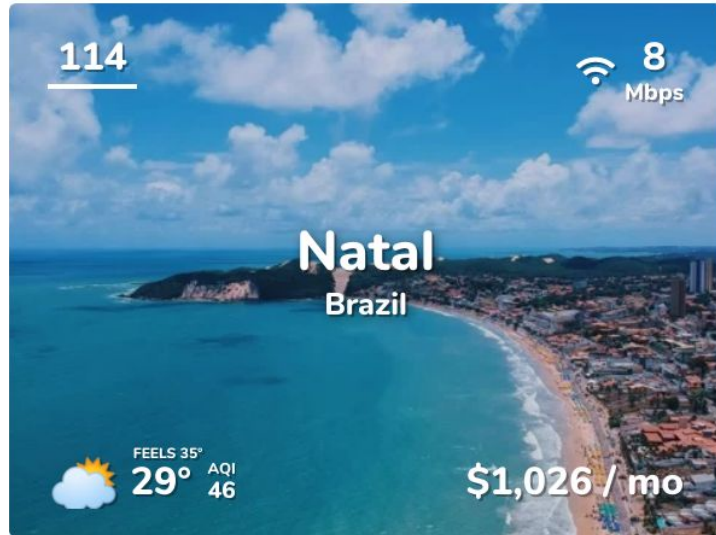 114
8
Mbps
Natal
Brazil
FEELS 35°
29°
AQI
46
$1,026 / mo